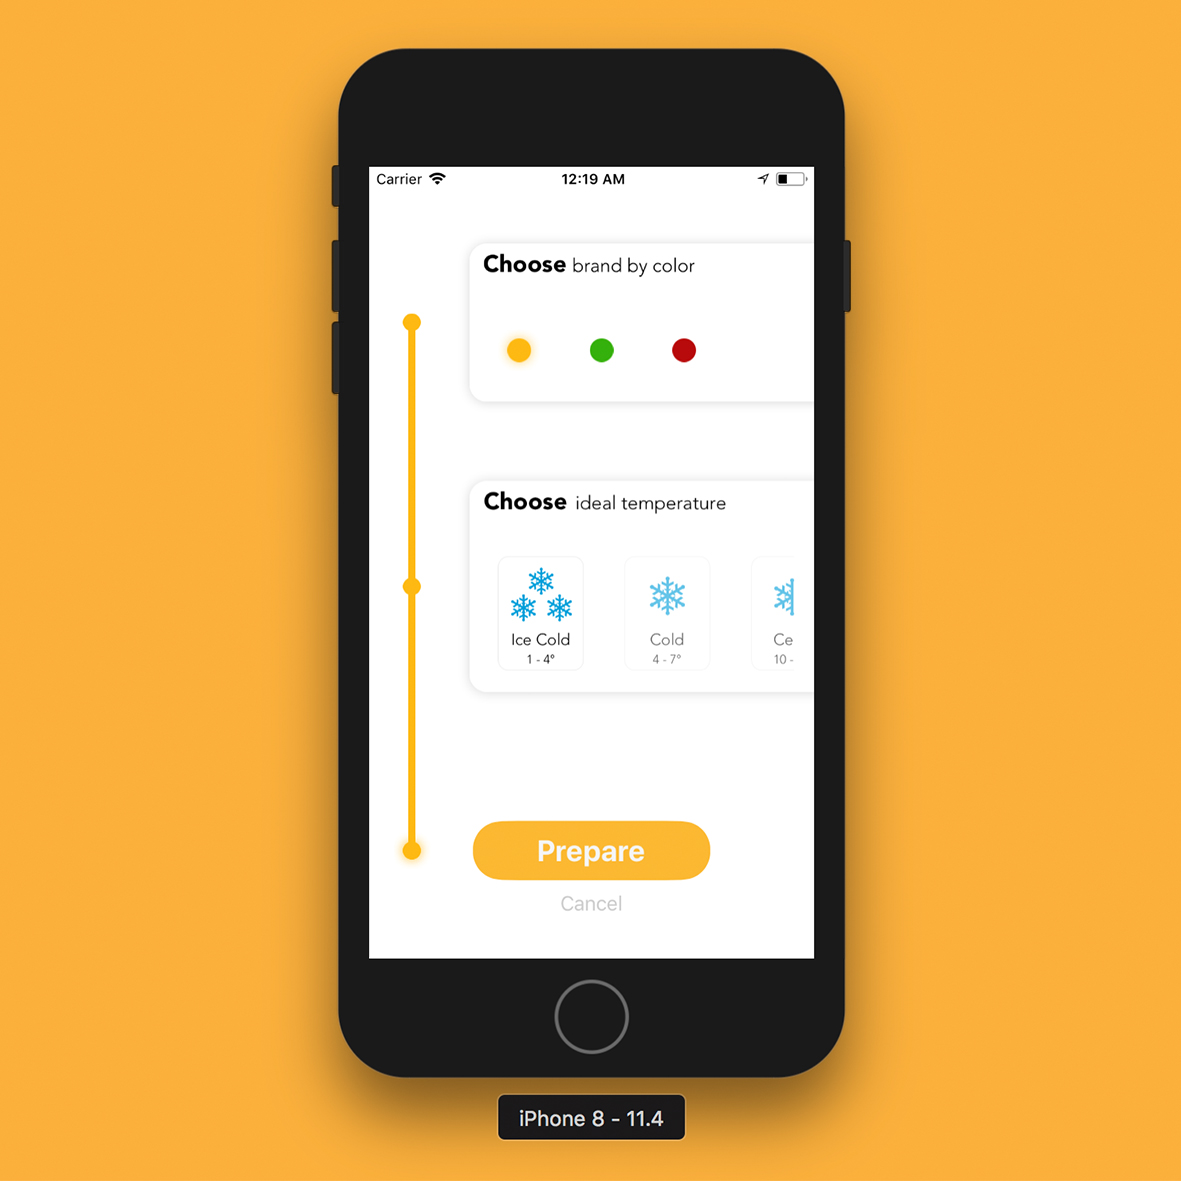 Carrier 12:19 AM
Choose brand by color
Choose ideal temperature
Ice Cold Cold Ce
1 - 4° 4 - 7° 10 -
Prepare
Cancel
iPhone 8 - 11.4